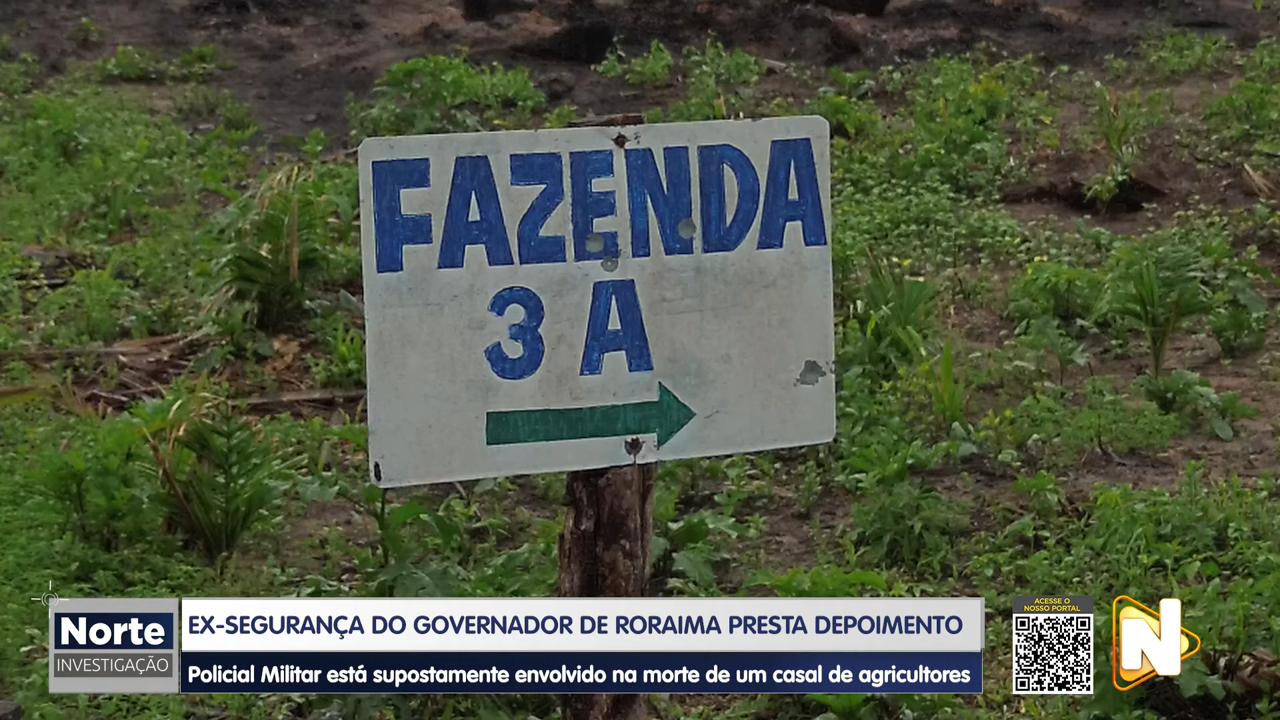 FAZENDA
3 A
Norte
INVESTIGAÇÃO
EX-SEGURANÇA DO GOVERNADOR DE RORAIMA PRESTA DEPOIMENTO
Policial Militar está supostamente envolvido na morte de um casal de agricultores
ACESSE O
NOSSO PORTAL
N